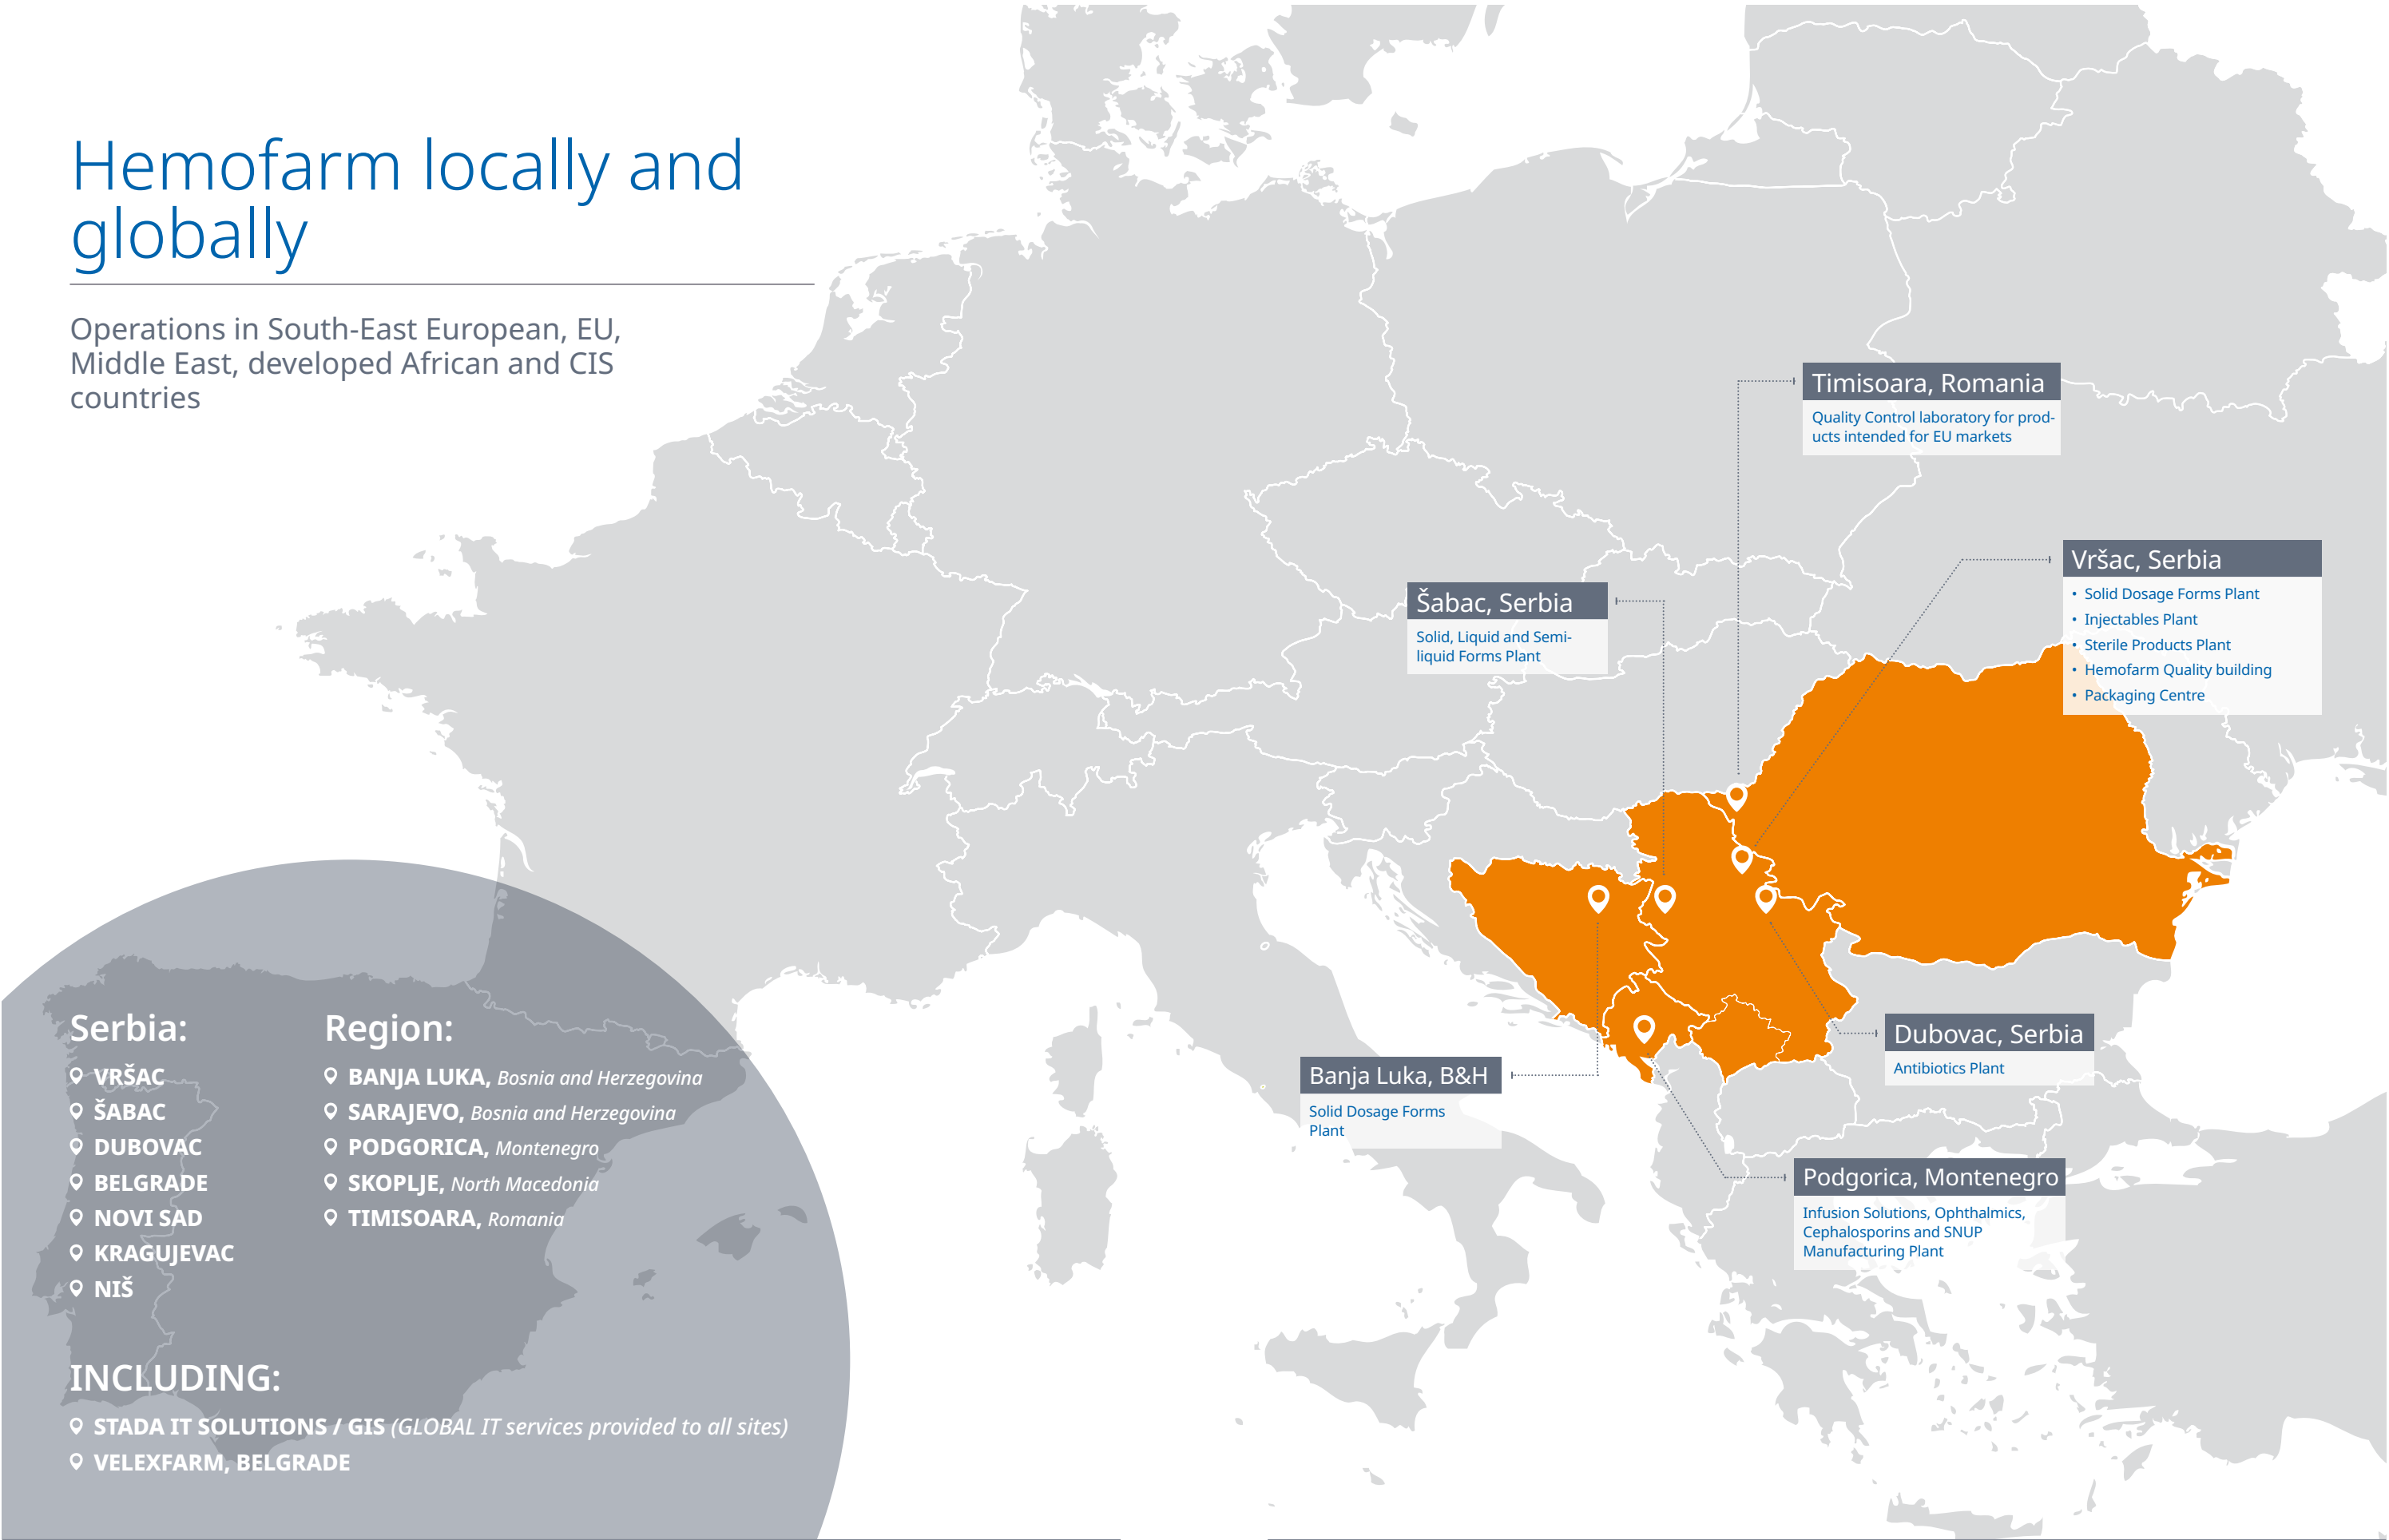 Hemofarm locally and
globally
Operations in South-East European, EU,
Middle East, developed African and CIS
countries
Timisoara, Romania
Quality Control laboratory for prod-
ucts intended for EU markets
Vršac, Serbia
• Solid Dosage Forms Plant
• Injectables Plant
• Sterile Products Plant
• Hemofarm Quality building
• Packaging Centre
Šabac, Serbia
Solid, Liquid and Semi-
liquid Forms Plant
Dubovac, Serbia
Antibiotics Plant
Banja Luka, B&H
Solid Dosage Forms
Plant
Podgorica, Montenegro
Infusion Solutions, Ophthalmics,
Cephalosporins and SNUP
Manufacturing Plant
Serbia:
VRŠAC
ŠABAC
DUBOVAC
BELGRADE
NOVI SAD
KRAGUJEVAC
NIŠ
Region:
BANJA LUKA, Bosnia and Herzegovina
SARAJEVO, Bosnia and Herzegovina
PODGORICA, Montenegro
SKOPLJE, North Macedonia
TIMISOARA, Romania
INCLUDING:
STADA IT SOLUTIONS / GIS (GLOBAL IT services provided to all sites)
VELEXFARM, BELGRADE